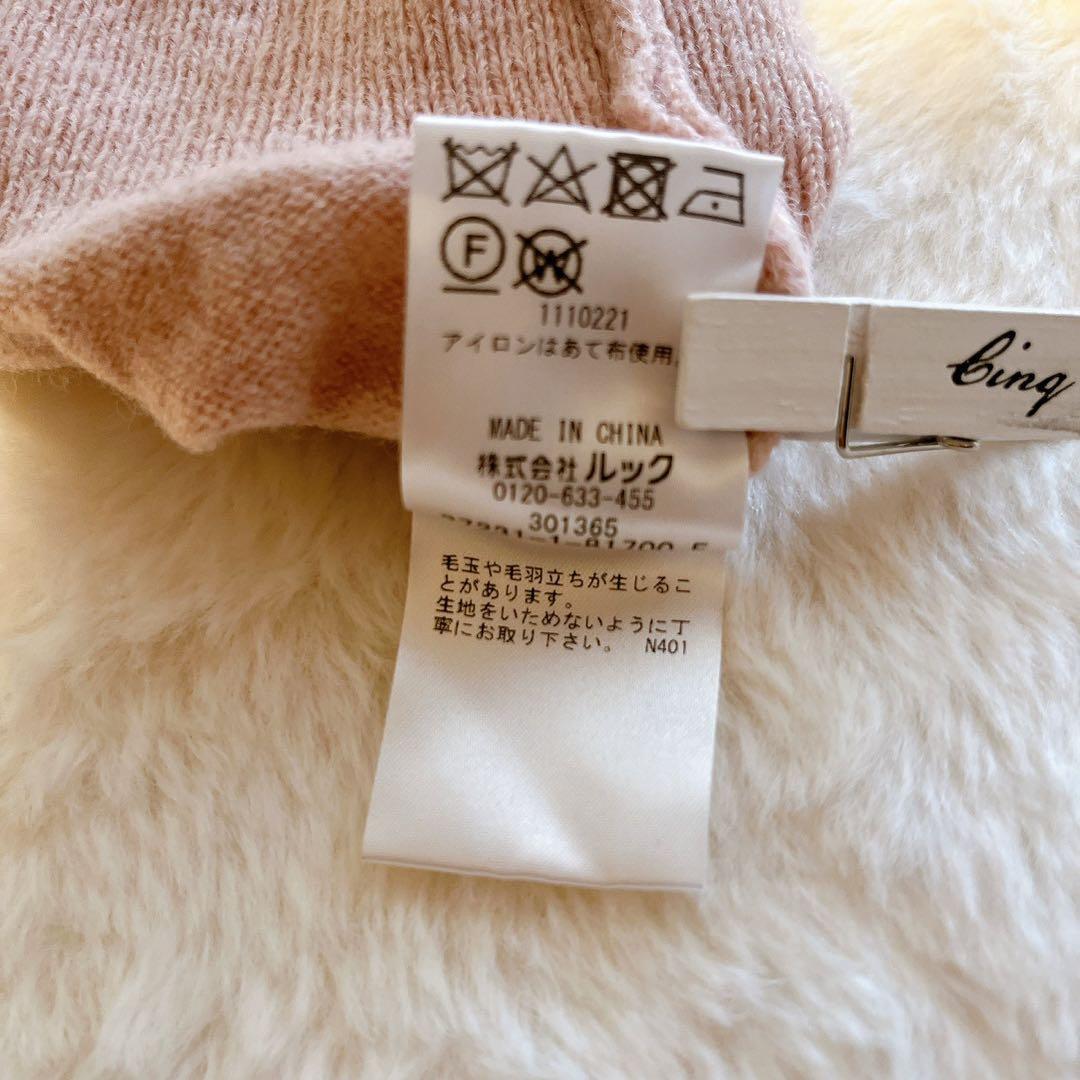 F W
1110221
アイロンはあて布使用。
MADE IN CHINA
株式会社 ルック
0120-633-455
301365
毛玉や毛羽立ちが生じるこ
とがあります。
生地をいためないように丁
寧にお取り下さい。 N401
Cinq